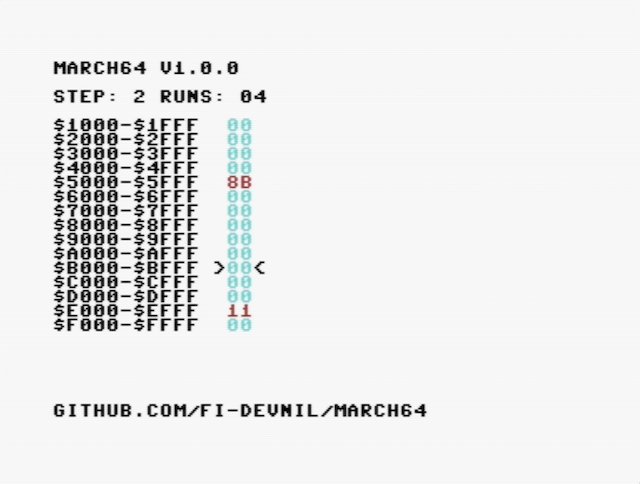 MARCH64 V1.0.0
STEP: 2 RUNS: 04
$1000-$1FFF 00
$2000-$2FFF 00
$3000-$3FFF 00
$4000-$4FFF 00
$5000-$5FFF 8B
$6000-$6FFF 00
$7000-$7FFF 00
$8000-$8FFF 00
$9000-$9FFF 00
$A000-$AFFF 00
$B000-$BFFF >00<
$C000-$CFFF 00
$D000-$DFFF 00
$E000-$EFFF 11
$F000-$FFFF 00
GITHUB.COM/FI-DEVNIL/MARCH64